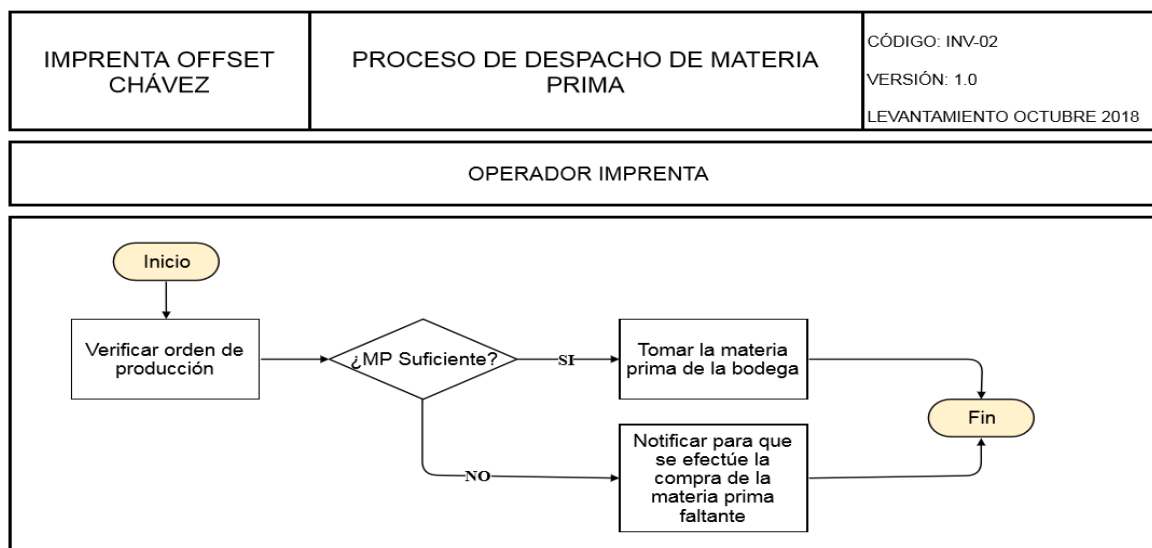 IMPRENTA OFFSET
CHÁVEZ
PROCESO DE DESPACHO DE MATERIA
PRIMA
CÓDIGO: INV-02
VERSIÓN: 1.0
LEVANTAMIENTO OCTUBRE 2018
OPERADOR IMPRENTA
Inicio
Verificar orden de
producción
¿MP Suficiente?
SI
Tomar la materia
prima de la bodega
Fin
NO
Notificar para que
se efectúe la
compra de la
materia prima
faltante